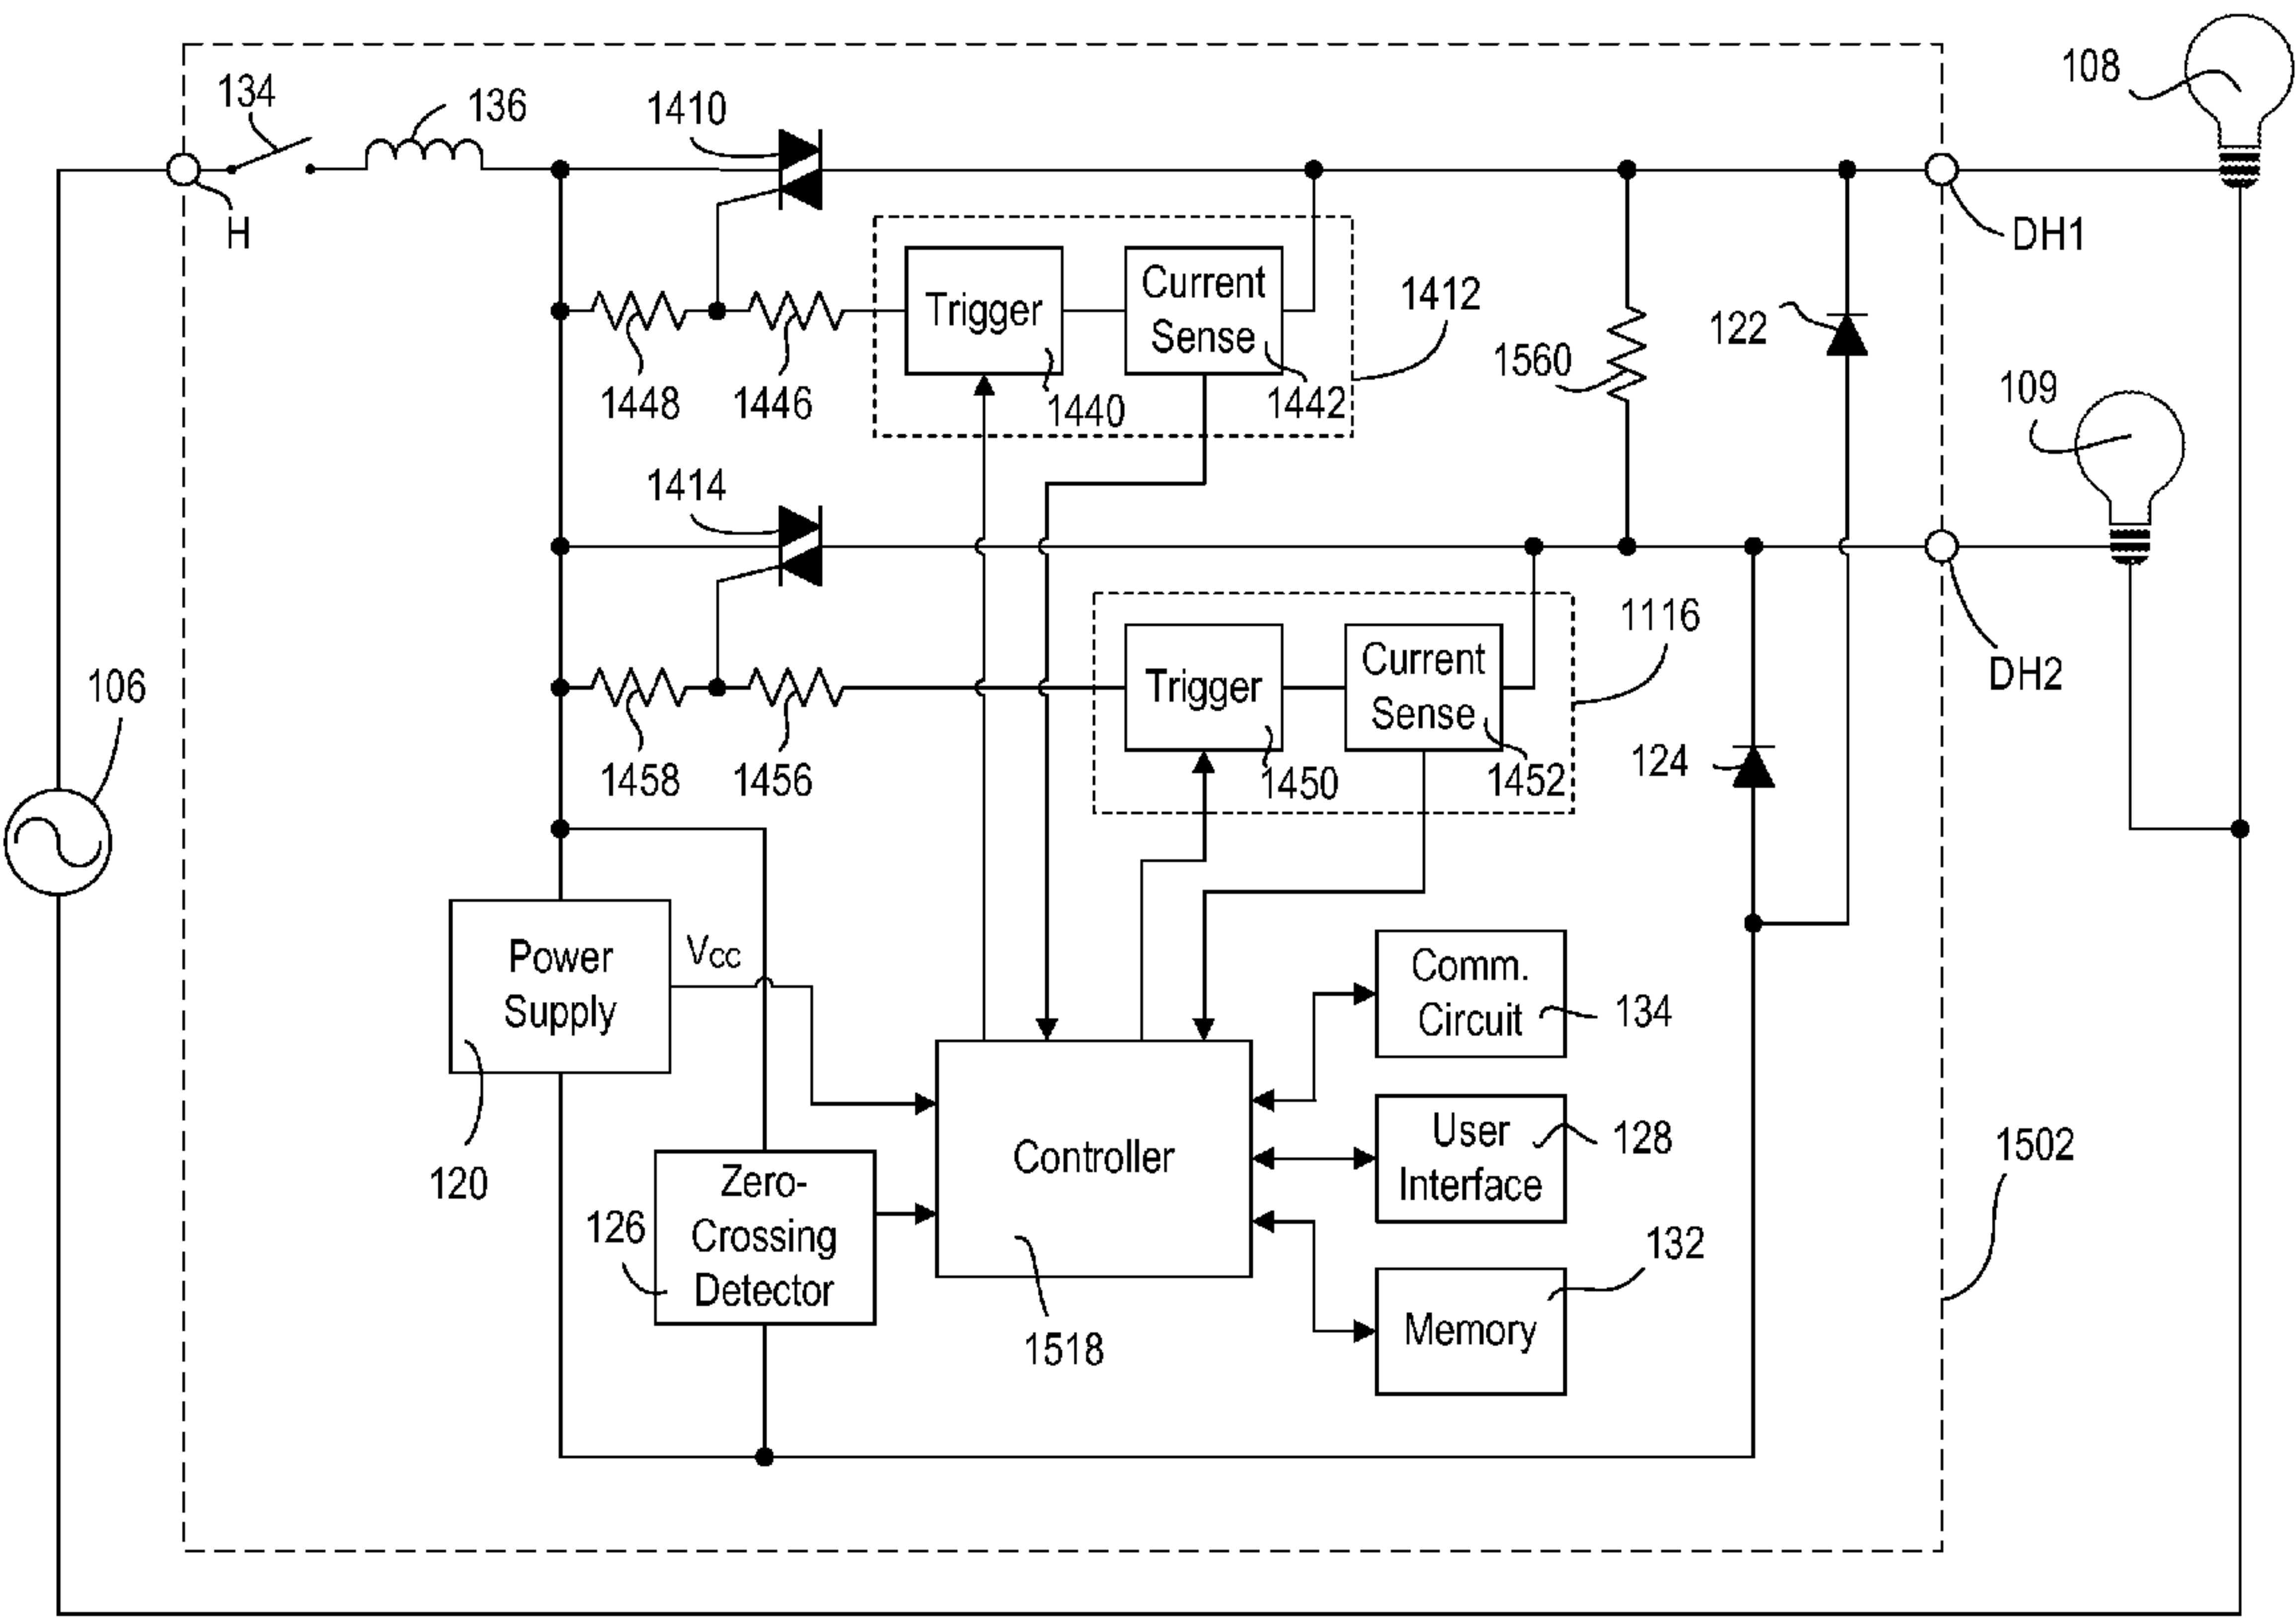 108
134
136
1410
H
DH1
Trigger
Current
Sense
1412
122
1560
1448
1446
1440
1442
109
1414
1116
106
Trigger
Current
Sense
DH2
124
1458
1456
1450
1452
Power
Supply
VCC
Comm.
Circuit
134
Controller
User
Interface
128
1502
120
126
Zero-
Crossing
Detector
132
1518
Memory